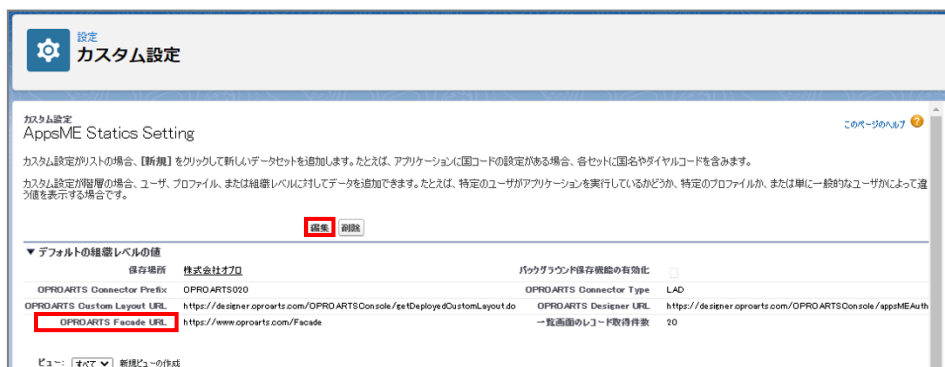 設定
カスタム設定
カスタム設定
AppsME Statics Setting
このページのヘルプ
カスタム設定がリストの場合、[新規] をクリックして新しいデータセットを追加します。たとえば、アプリケーションに国コードの設定がある場合、各セットに国名やダイヤルコードを含みます。
カスタム設定が階層の場合、ユーザ、プロファイル、または組織レベルに対してデータを追加できます。たとえば、特定のユーザがアプリケーションを実行しているかどうか、特定のプロファイルか、または単に一般的なユーザかによって違
う値を表示する場合です。
編集 削除
▼ デフォルトの組織レベルの値
保存場所 株式会社オプロ バックグラウンド保存機能の有効化
OPROARTS Connector Prefix OPROARTS020 OPROARTS Connector Type LAD
OPROARTS Custom Layout URL https://designer.oproarts.com/OPROARTSConsole/getDeployedCustomLayout.do OPROARTS Designer URL https://designer.oproarts.com/OPROARTSConsole/appsMEAuth
OPROARTS Facade URL https://www.oproarts.com/Facade 一覧画面のレコード取得件数 20
ビュー: すべて 新規ビューの作成